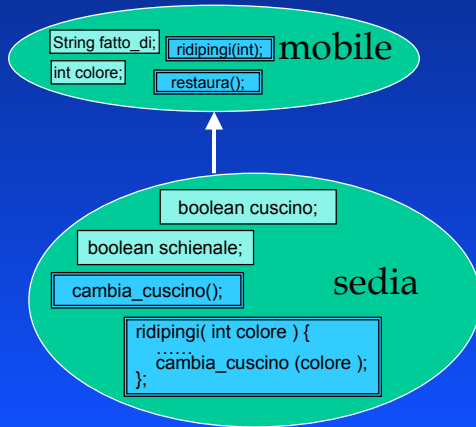 String fatto_di;
ridipingi(int);
mobile
int colore;
restaura();
boolean cuscino;
boolean schienale;
sedia
cambia_cuscino();
ridipingi( int colore ) {
……
cambia_cuscino (colore );
};